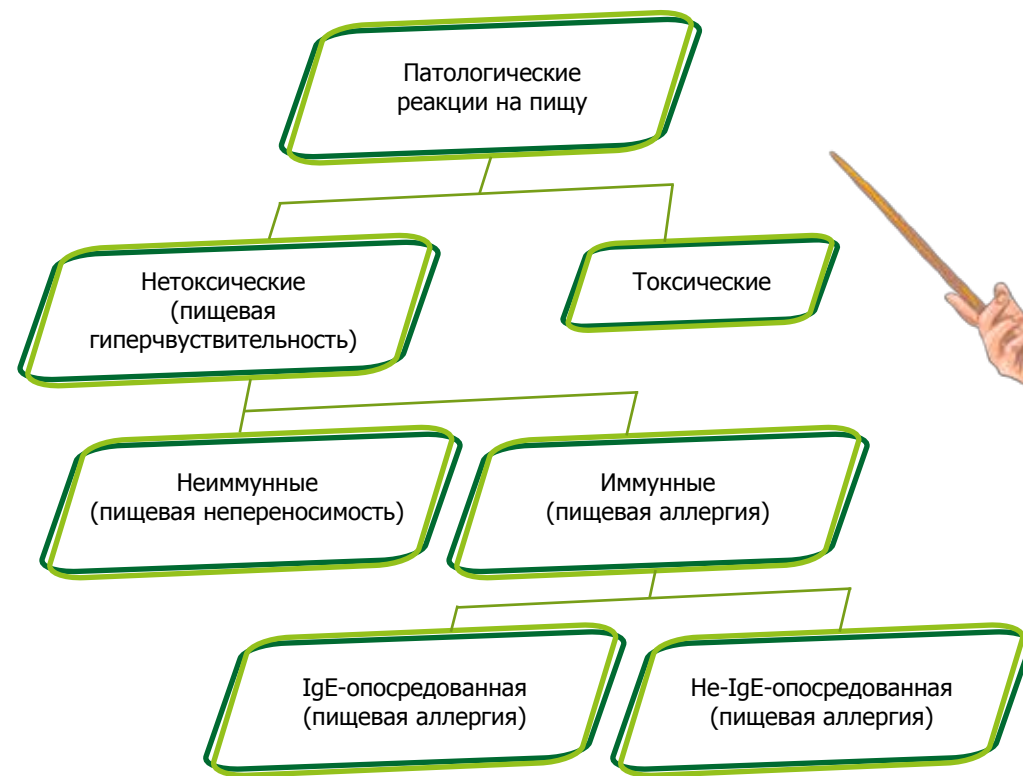 Патологические
реакции на пищу
Нетоксические
(пищевая
гиперчвуствительность)
Токсические
Неиммунные
(пищевая непереносимость)
Иммунные
(пищевая аллергия)
IgE-опосредованная
(пищевая аллергия)
Не-IgE-опосредованная
(пищевая аллергия)